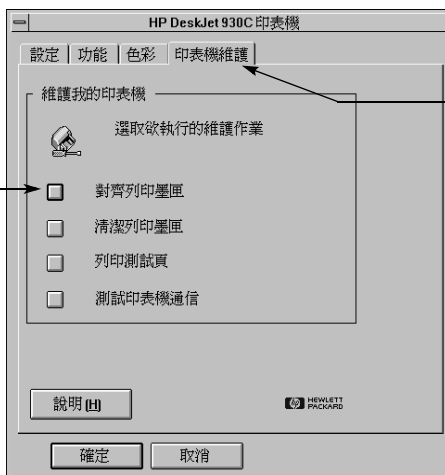 HP DeskJet 930C 印表機
設定 功能 色彩 印表機維護
維護我的印表機
選取欲執行的維護作業
對齊列印墨匣
清潔列印墨匣
列印測試頁
測試印表機通信
說明(H)
hp HEWLETT
PACKARD
確定 取消